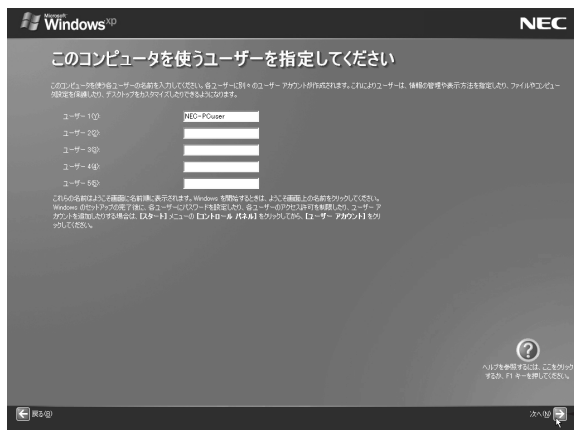 Microsoft
Windows xp
NEC
このコンピュータを使うユーザーを指定してください
このコンピュータを使う各ユーザーの名前を入力してください。各ユーザーに別々のユーザー アカウントが作成されます。これによりユーザーは、情報の管理や表示方法を指定したり、ファイルやコンピュー
タ設定を保護したり、デスクトップをカスタマイズしたりできるようになります。
ユーザー 1(Y):
NEC-PCuser
ユーザー 2(2):
ユーザー 3(3):
ユーザー 4(4):
ユーザー 5(5):
これらの名前はようこそ画面に名前順に表示されます。Windows を開始するときは、ようこそ画面上の名前をクリックしてください。
Windows のセットアップの完了後に、各ユーザーにパスワードを設定したり、各ユーザーのアクセス許可を制限したり、ユーザー ア
カウントを追加したりする場合は、[スタート] メニューの [コントロール パネル] をクリックしてから、[ユーザー アカウント] をクリ
ックしてください。
ヘルプを参照するには、ここをクリック
するか、F1 キーを押してください。
戻る(B)
次へ(N)